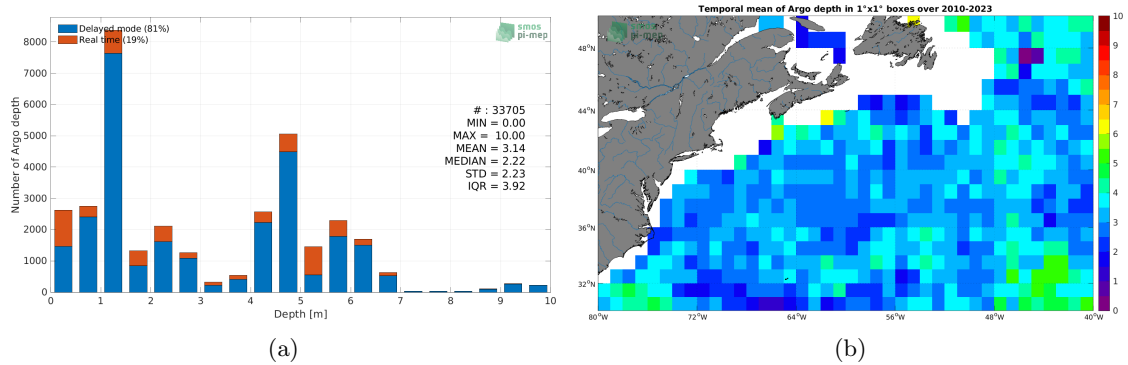 Delayed mode (81%)
Real time (19%)
smos
pi-mep
# : 33705
MIN = 0.00
MAX = 10.00
MEAN = 3.14
MEDIAN = 2.22
STD = 2.23
IQR = 3.92
Number of Argo depth
8000
7000
6000
5000
4000
3000
2000
1000
0
0 1 2 3 4 5 6 7 8 9 10
Depth [m]
(a)
Temporal mean of Argo depth in 1°x1° boxes over 2010-2023
smos
pi-mep
48°N
44°N
40°N
36°N
32°N
80°W 72°W 64°W 56°W 48°W 40°W
10
9
8
7
6
5
4
3
2
1
0
(b)